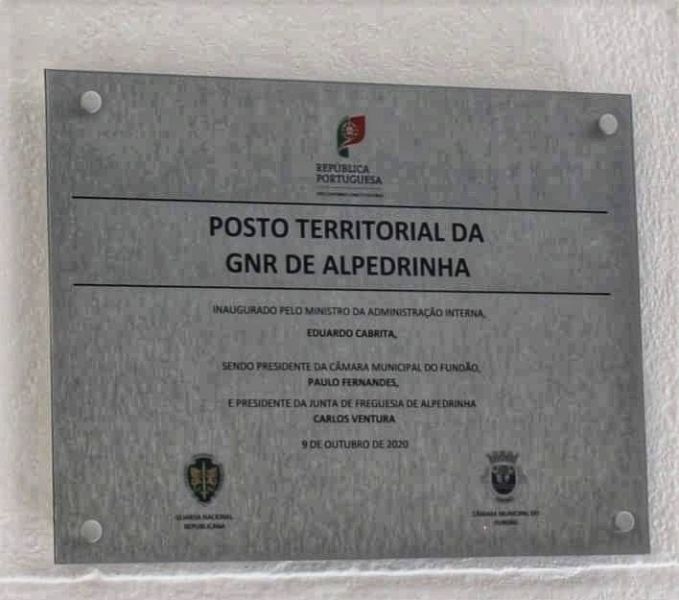 REPÚBLICA
PORTUGUESA
POSTO TERRITORIAL DA
GNR DE ALPEDRINHA
INAUGURADO PELO MINISTRO DA ADMINISTRAÇÃO INTERNA,
EDUARDO CABRITA,
SENDO PRESIDENTE DA CÂMARA MUNICIPAL DO FUNDÃO,
PAULO FERNANDES,
E PRESIDENTE DA JUNTA DE FREGUESIA DE ALPEDRINHA
CARLOS VENTURA
9 DE OUTUBRO DE 2020
GUARDA NACIONAL
REPUBLICANA
CÂMARA MUNICIPAL DO
FUNDÃO